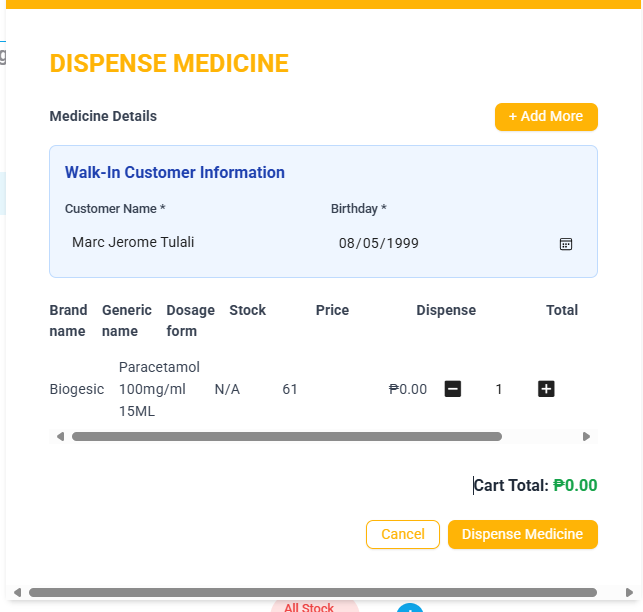 DISPENSE MEDICINE
Medicine Details
+ Add More
Walk-In Customer Information
Customer Name * Birthday *
Marc Jerome Tulali 08/05/1999
Brand name Generic name Dosage form Stock Price Dispense Total
Biogesic Paracetamol 100mg/ml 15ML N/A 61 ₱0.00 1
Cart Total: ₱0.00
Cancel Dispense Medicine
All Stock